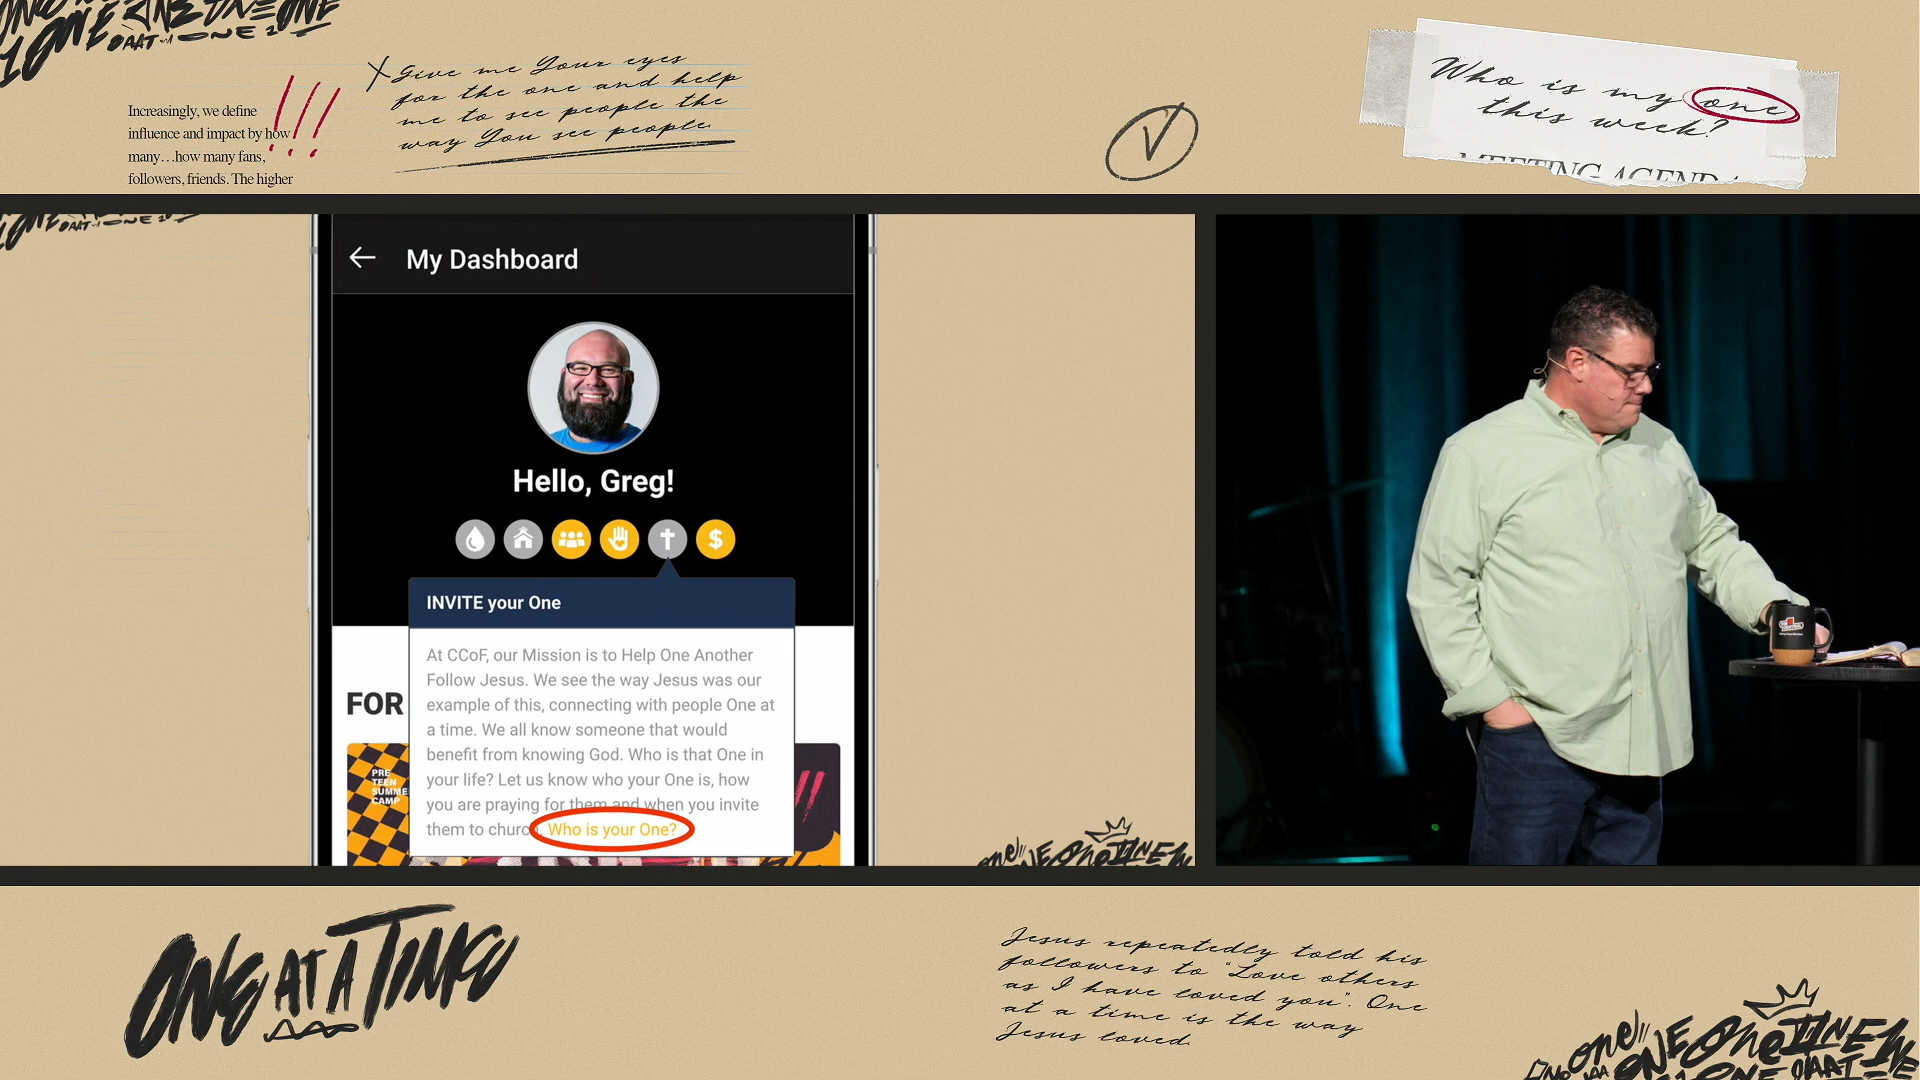 Increasingly, we define
influence and impact by how
many…how many fans,
followers, friends. The higher
!!!
Give me Your eyes
for the one and help
me to see people the
way You see people.
Who is my one
this week?
MEETING AGENDA
My Dashboard
Hello, Greg!
$
INVITE your One
At CCoF, our Mission is to Help One Another
Follow Jesus. We see the way Jesus was our
example of this, connecting with people One at
a time. We all know someone that would
benefit from knowing God. Who is that One in
your life? Let us know who your One is, how
you are praying for them and when you invite
them to church. Who is your One?
FOR
PRE
TEEN
SUMME
CAMP
ONE AT A TIME
Jesus repeatedly told his
followers to "Love others
as I have loved you". One
at a time is the way
Jesus loved.
one
ONE
One